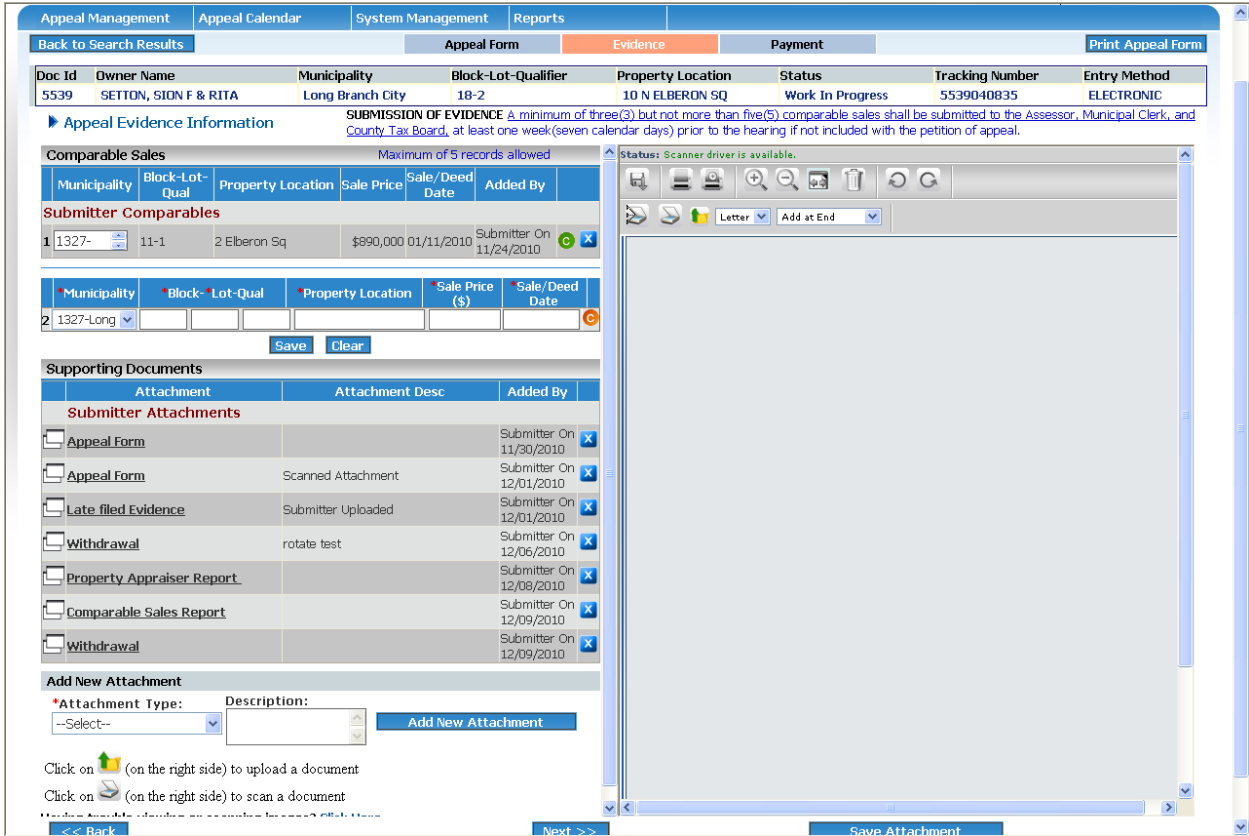 Appeal Management Appeal Calendar System Management Reports
Back to Search Results Appeal Form Evidence Payment Print Appeal Form
Doc Id Owner Name Municipality Block-Lot-Qualifier Property Location Status Tracking Number Entry Method
5539 SETTON, SION F & RITA Long Branch City 18-2 10 N ELBERON SQ Work In Progress 5539040835 ELECTRONIC
Appeal Evidence Information
SUBMISSION OF EVIDENCE A minimum of three(3) but not more than five(5) comparable sales shall be submitted to the Assessor, Municipal Clerk, and
County Tax Board, at least one week(seven calendar days) prior to the hearing if not included with the petition of appeal.
Comparable Sales Maximum of 5 records allowed
Municipality Block-Lot-Qual Property Location Sale Price Sale/Deed Date Added By
Submitter Comparables
1 1327- 11-1 2 Elberon Sq $890,000 01/11/2010 Submitter On 11/24/2010 C X
*Municipality *Block-*Lot-Qual *Property Location *Sale Price ($) *Sale/Deed Date
2 1327-Long C
Save Clear
Supporting Documents
Attachment Attachment Desc Added By
Submitter Attachments
Appeal Form Submitter On 11/30/2010 X
Appeal Form Scanned Attachment Submitter On 12/01/2010 X
Late filed Evidence Submitter Uploaded Submitter On 12/01/2010 X
Withdrawal rotate test Submitter On 12/06/2010 X
Property Appraiser Report Submitter On 12/08/2010 X
Comparable Sales Report Submitter On 12/09/2010 X
Withdrawal Submitter On 12/09/2010 X
Add New Attachment
*Attachment Type: Description:
--Select-- Add New Attachment
Click on (on the right side) to upload a document
Click on (on the right side) to scan a document
Having trouble viewing or scanning images? Click Here
Status: Scanner driver is available.
Letter Add at End
<< Back Next >> Save Attachment